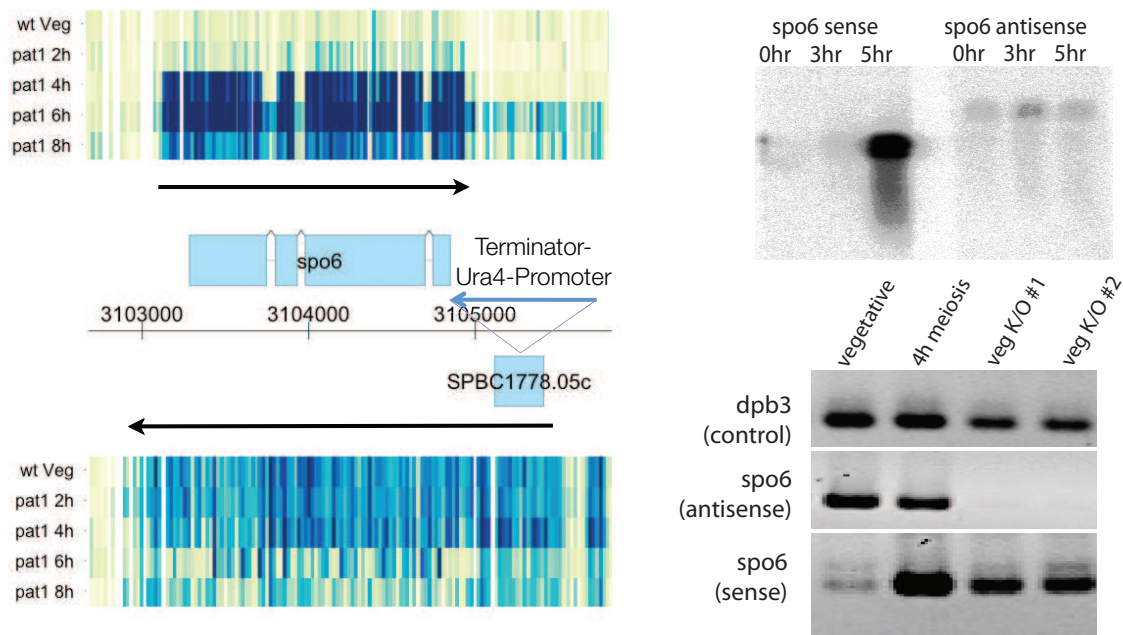 wt Veg
pat1 2h
pat1 4h
pat1 6h
pat1 8h
spo6
Terminator-
Ura4-Promoter
3103000 3104000 3105000
SPBC1778.05c
wt Veg
pat1 2h
pat1 4h
pat1 6h
pat1 8h
spo6 sense spo6 antisense
0hr 3hr 5hr 0hr 3hr 5hr
vegetative
4h meiosis
veg K/O #1
veg K/O #2
dpb3
(control)
spo6
(antisense)
spo6
(sense)